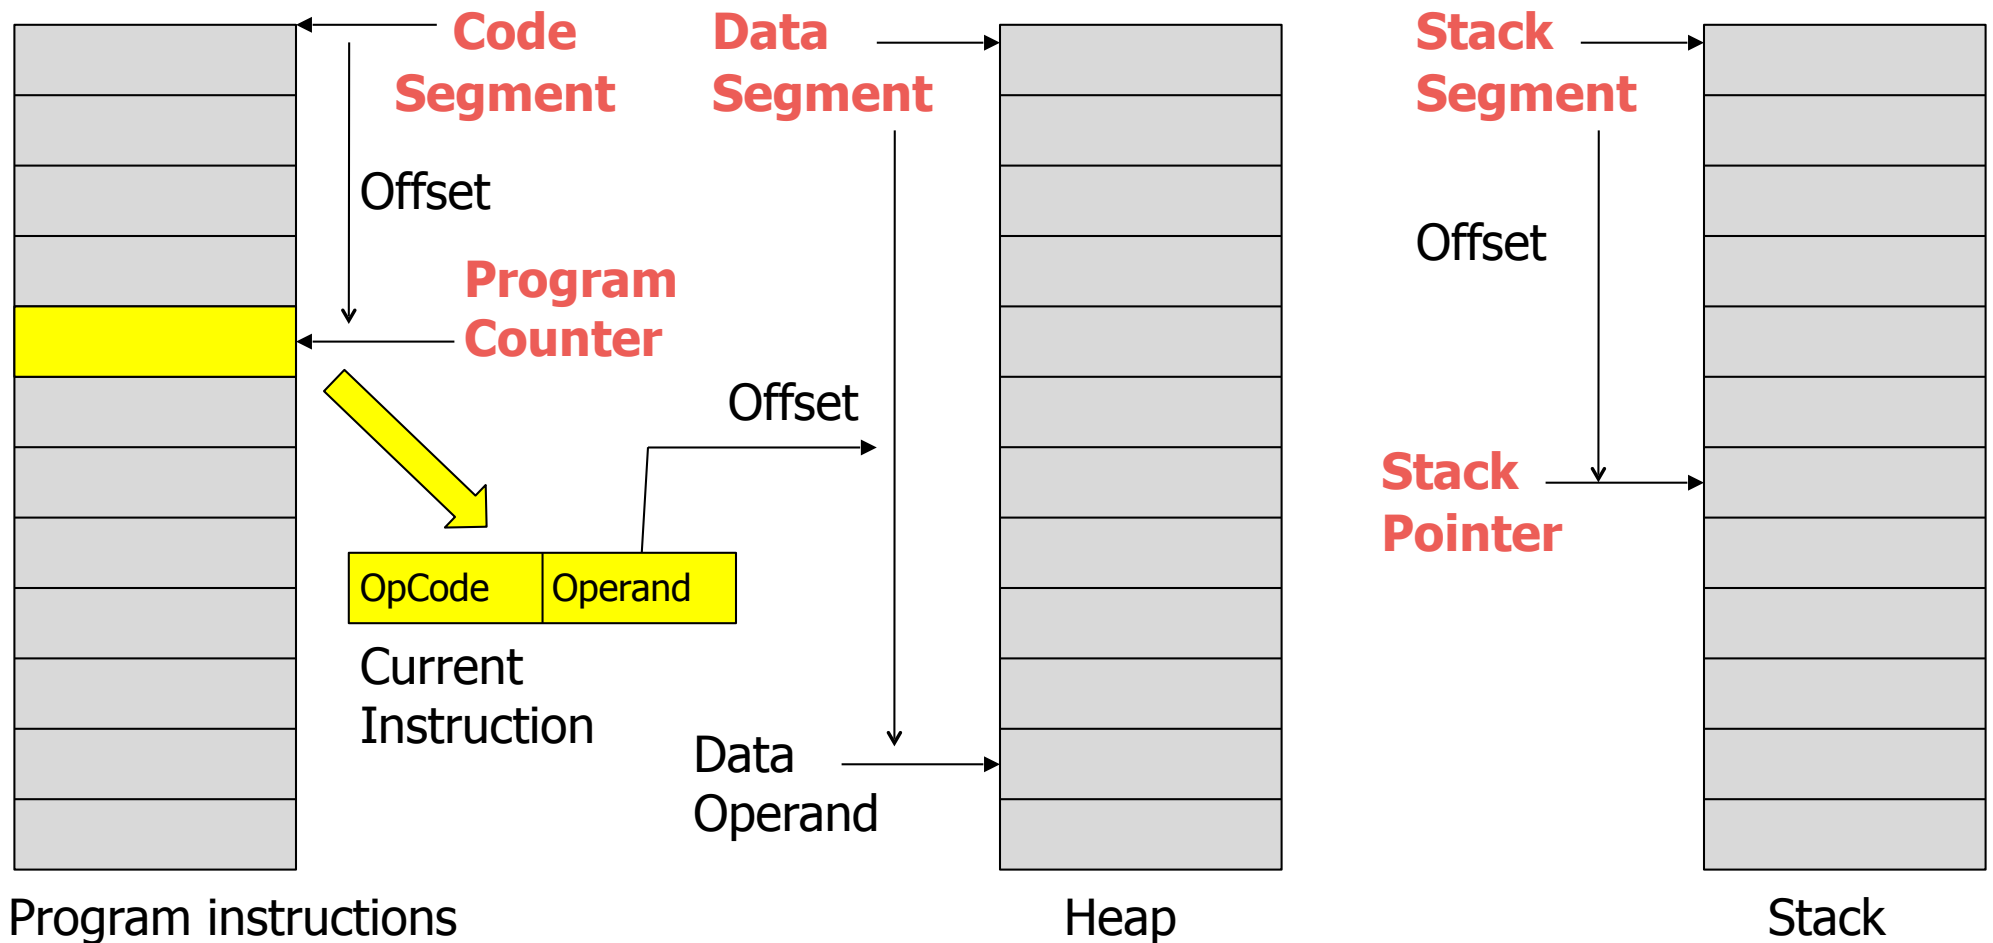 Code
Segment
Data
Segment
Stack
Segment
Offset
Offset
Program
Counter
Offset
Stack
Pointer
OpCode
Operand
Current
Instruction
Data
Operand
Program instructions
Heap
Stack